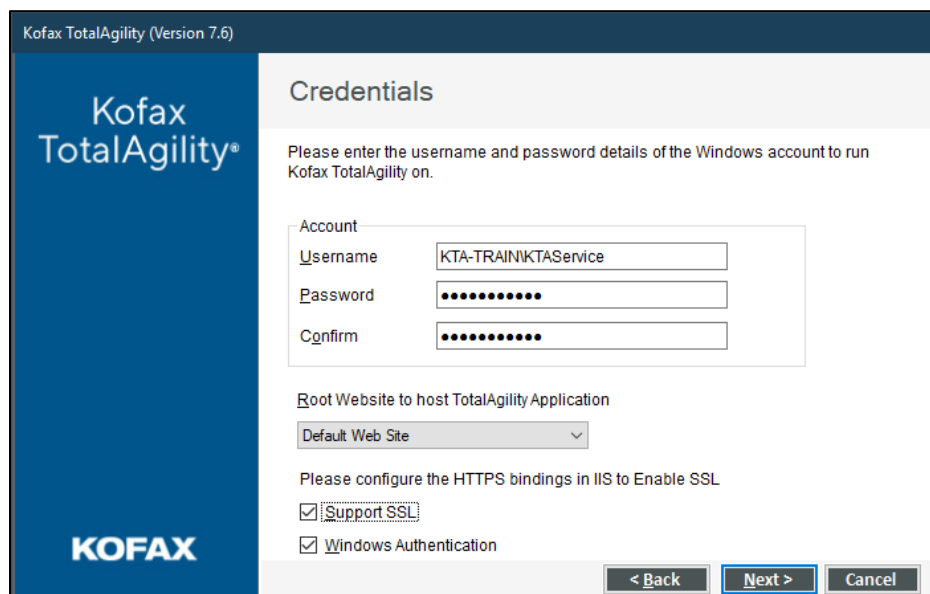 Kofax TotalAgility (Version 7.6)
Kofax
TotalAgility®
Credentials
Please enter the username and password details of the Windows account to run
Kofax TotalAgility on.
Account
Username
KTA-TRAIN\KTAService
Password
●●●●●●●●●●●
Confirm
●●●●●●●●●●●
Root Website to host TotalAgility Application
Default Web Site
Please configure the HTTPS bindings in IIS to Enable SSL
Support SSL
Windows Authentication
KOFAX
< Back
Next >
Cancel